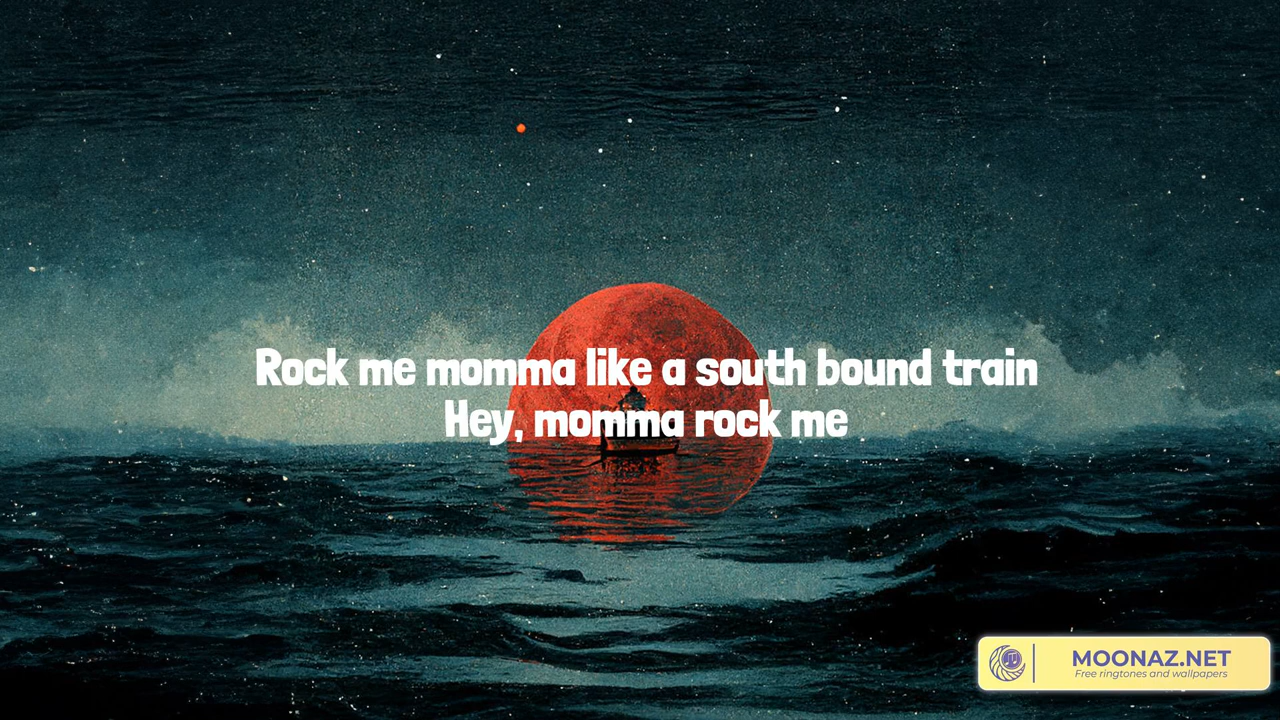 Rock me momma like a south bound train
Hey, momma rock me
MOONAZ.NET
Free ringtones and wallpapers